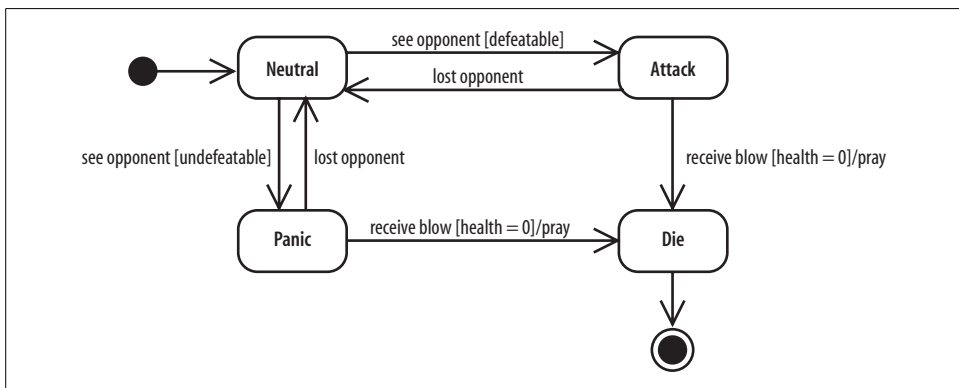 see opponent [defeatable]
Neutral
Attack
lost opponent
see opponent [undefeatable]
lost opponent
receive blow [health = 0]/pray
Panic
receive blow [health = 0]/pray
Die